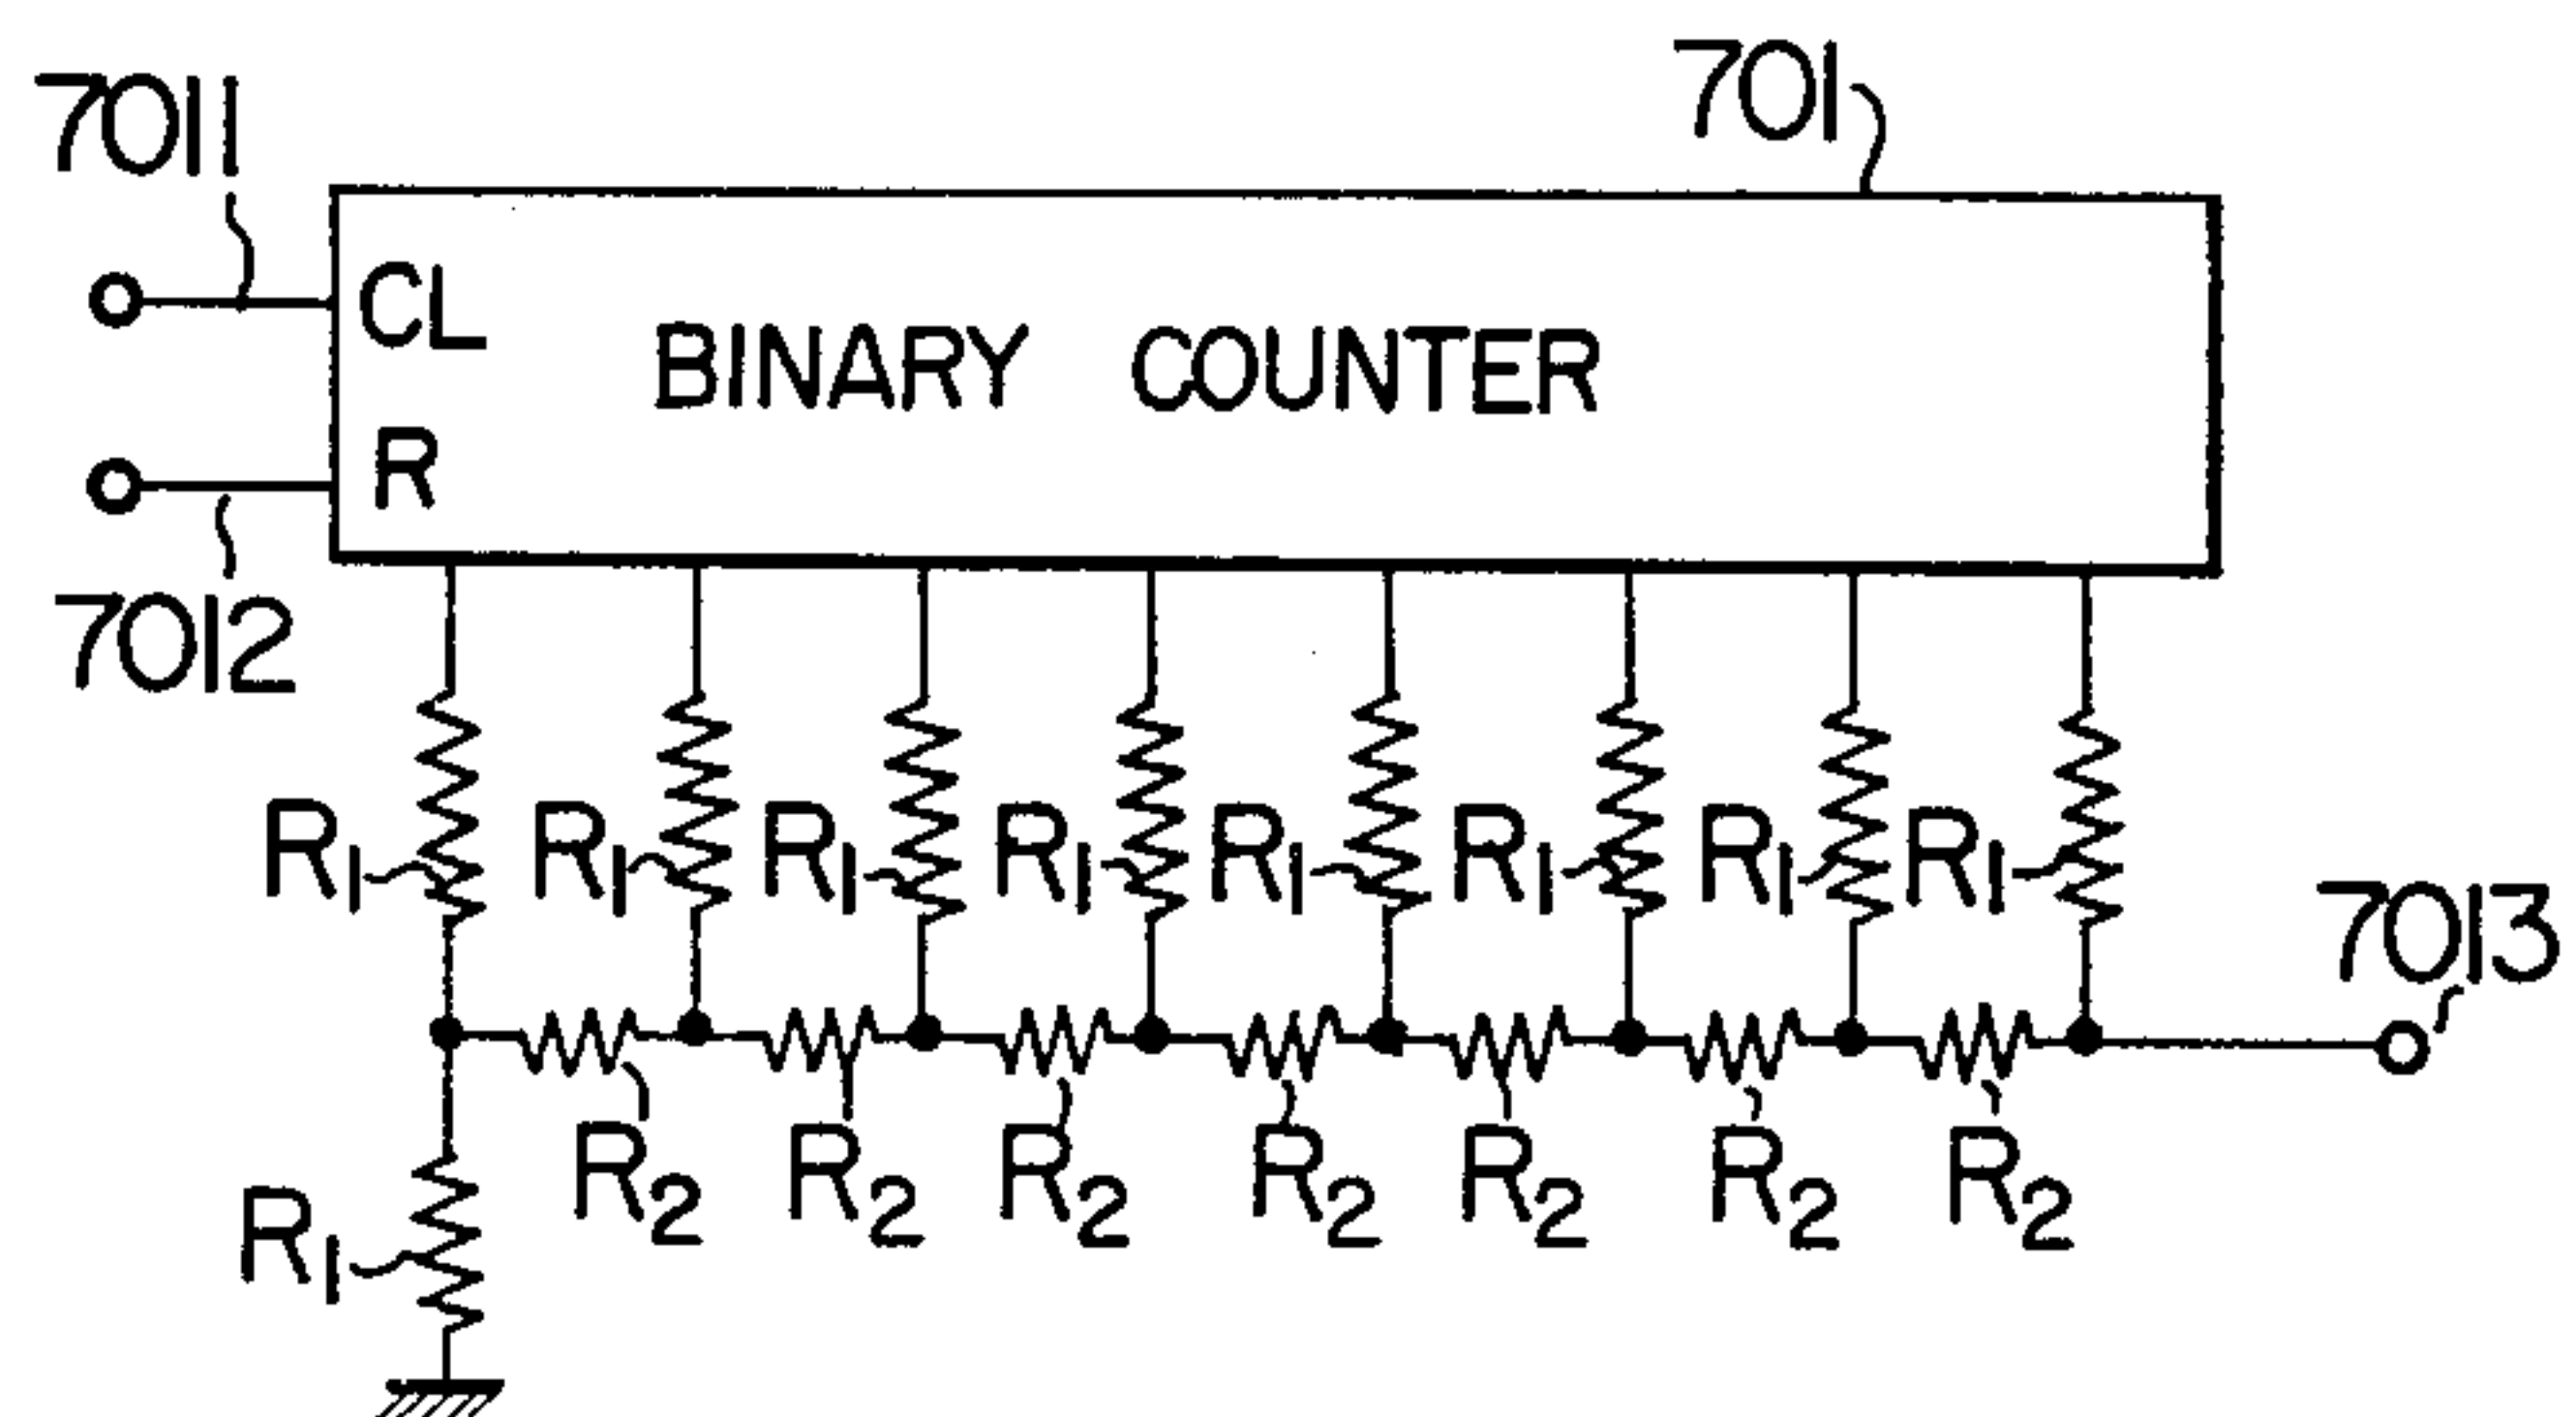 7011
701
CL
BINARY COUNTER
R
7012
R1 R1 R1 R1 R1 R1 R1 R1
7013
R2 R2 R2 R2 R2 R2 R2
R1